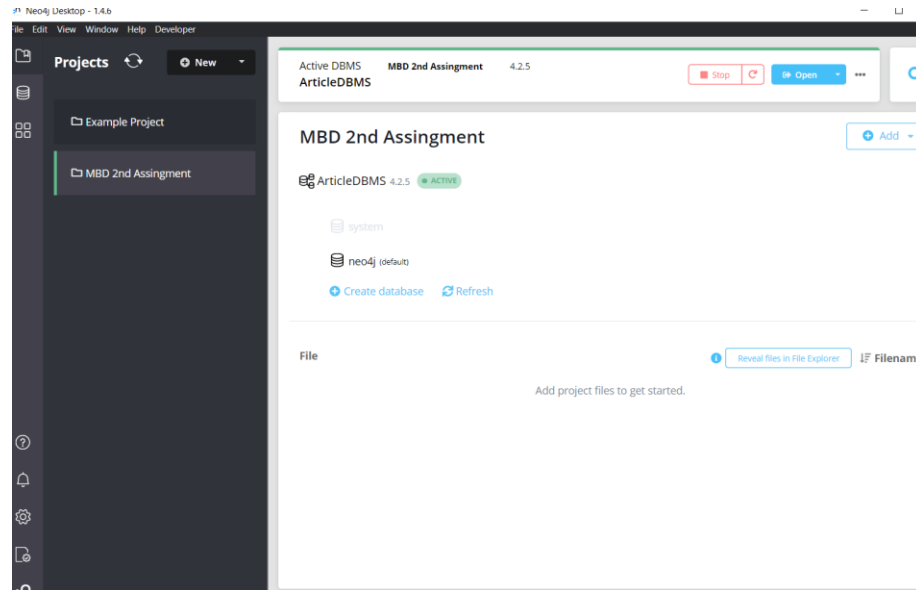 Neo4j Desktop - 1.4.6
File Edit View Window Help Developer
Projects
New
Example Project
MBD 2nd Assingment
Active DBMS MBD 2nd Assingment 4.2.5
ArticleDBMS
Stop
Open
MBD 2nd Assingment
Add
ArticleDBMS 4.2.5 ACTIVE
system
neo4j (default)
Create database Refresh
File
Reveal files in File Explorer
Filenam
Add project files to get started.